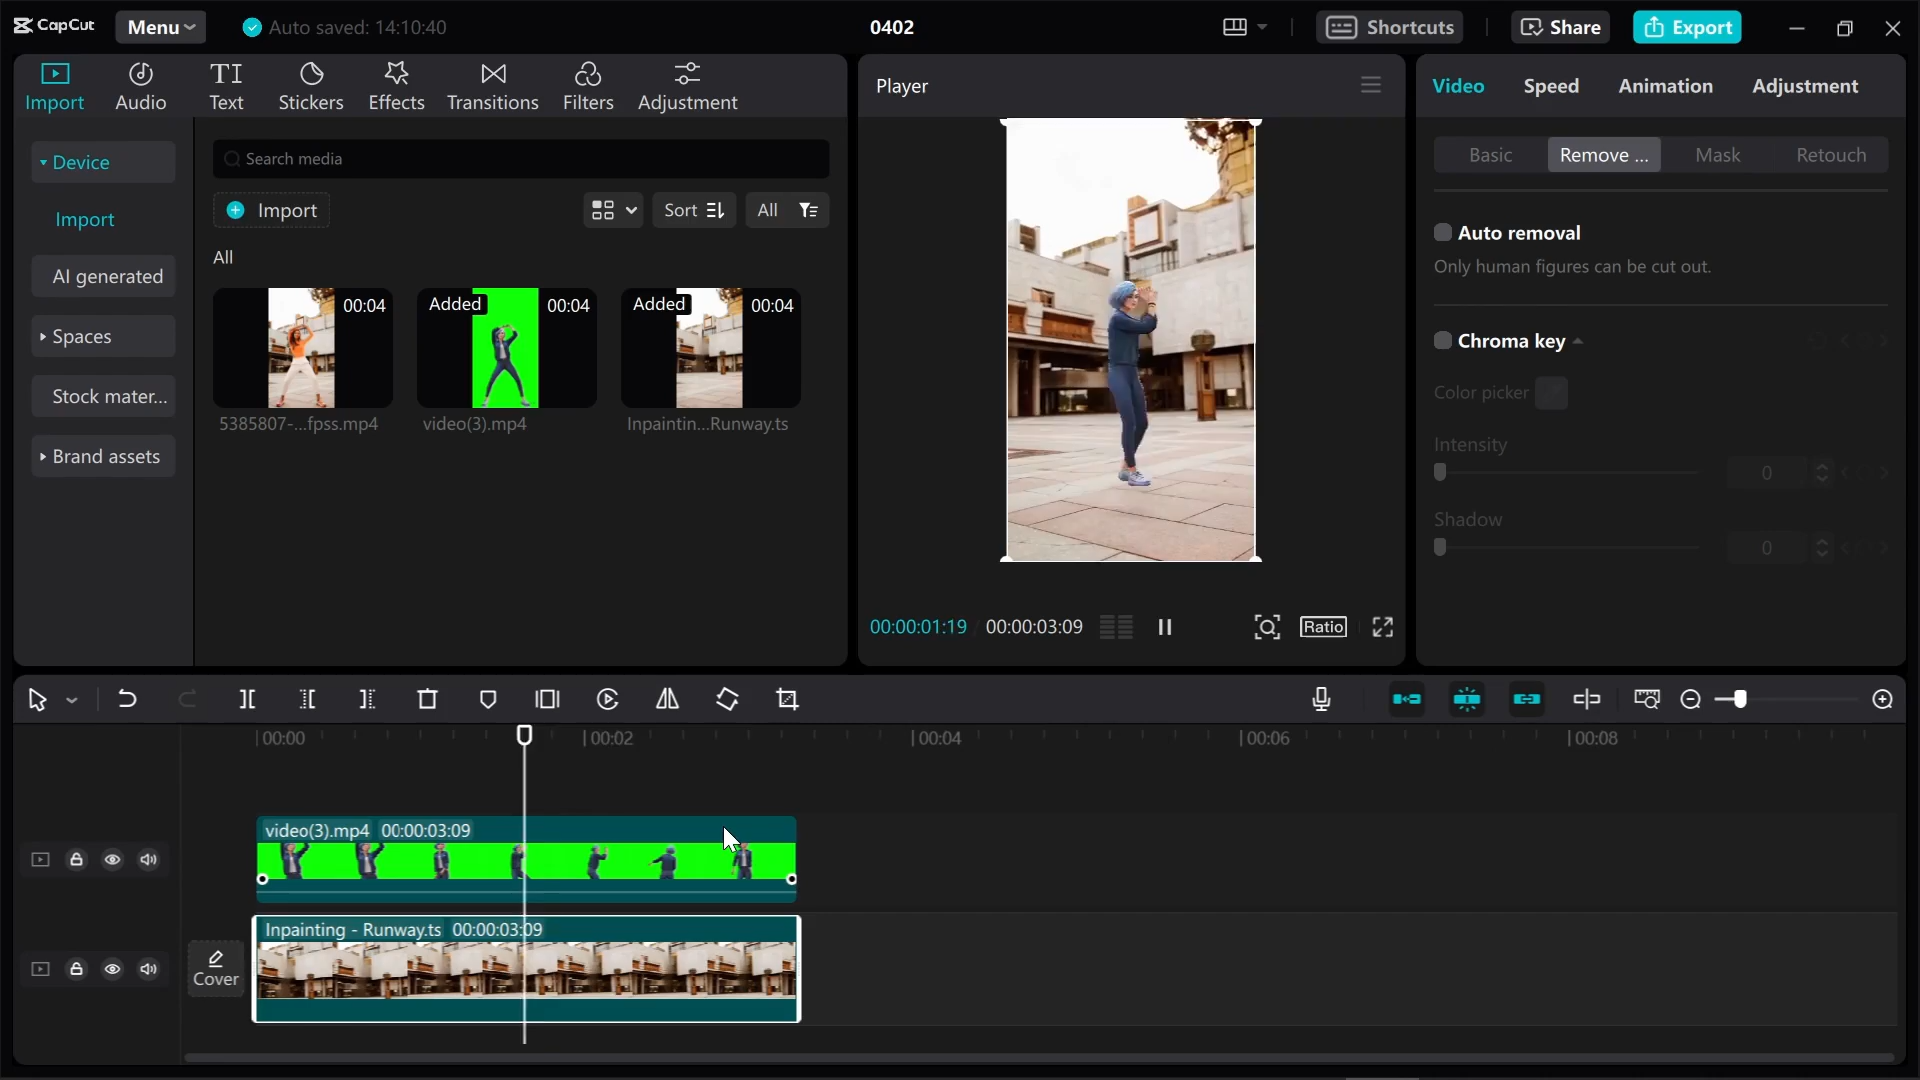 CapCut
Menu
Auto saved: 14:10:40
0402
Shortcuts
Share
Export
Import
Audio
Text
Stickers
Effects
Transitions
Filters
Adjustment
Device
Import
AI generated
Spaces
Stock mater...
Brand assets
Search media
Import
Sort
All
All
00:04
5385807-...fpss.mp4
Added
00:04
video(3).mp4
Added
00:04
Inpaintin...Runway.ts
Player
00:00:01:19
00:00:03:09
Ratio
Video
Speed
Animation
Adjustment
Basic
Remove ...
Mask
Retouch
Auto removal
Only human figures can be cut out.
Chroma key
Color picker
Intensity
0
Shadow
0
00:00
00:02
00:04
00:06
00:08
video(3).mp4 00:00:03:09
Cover
Inpainting - Runway.ts 00:00:03:09